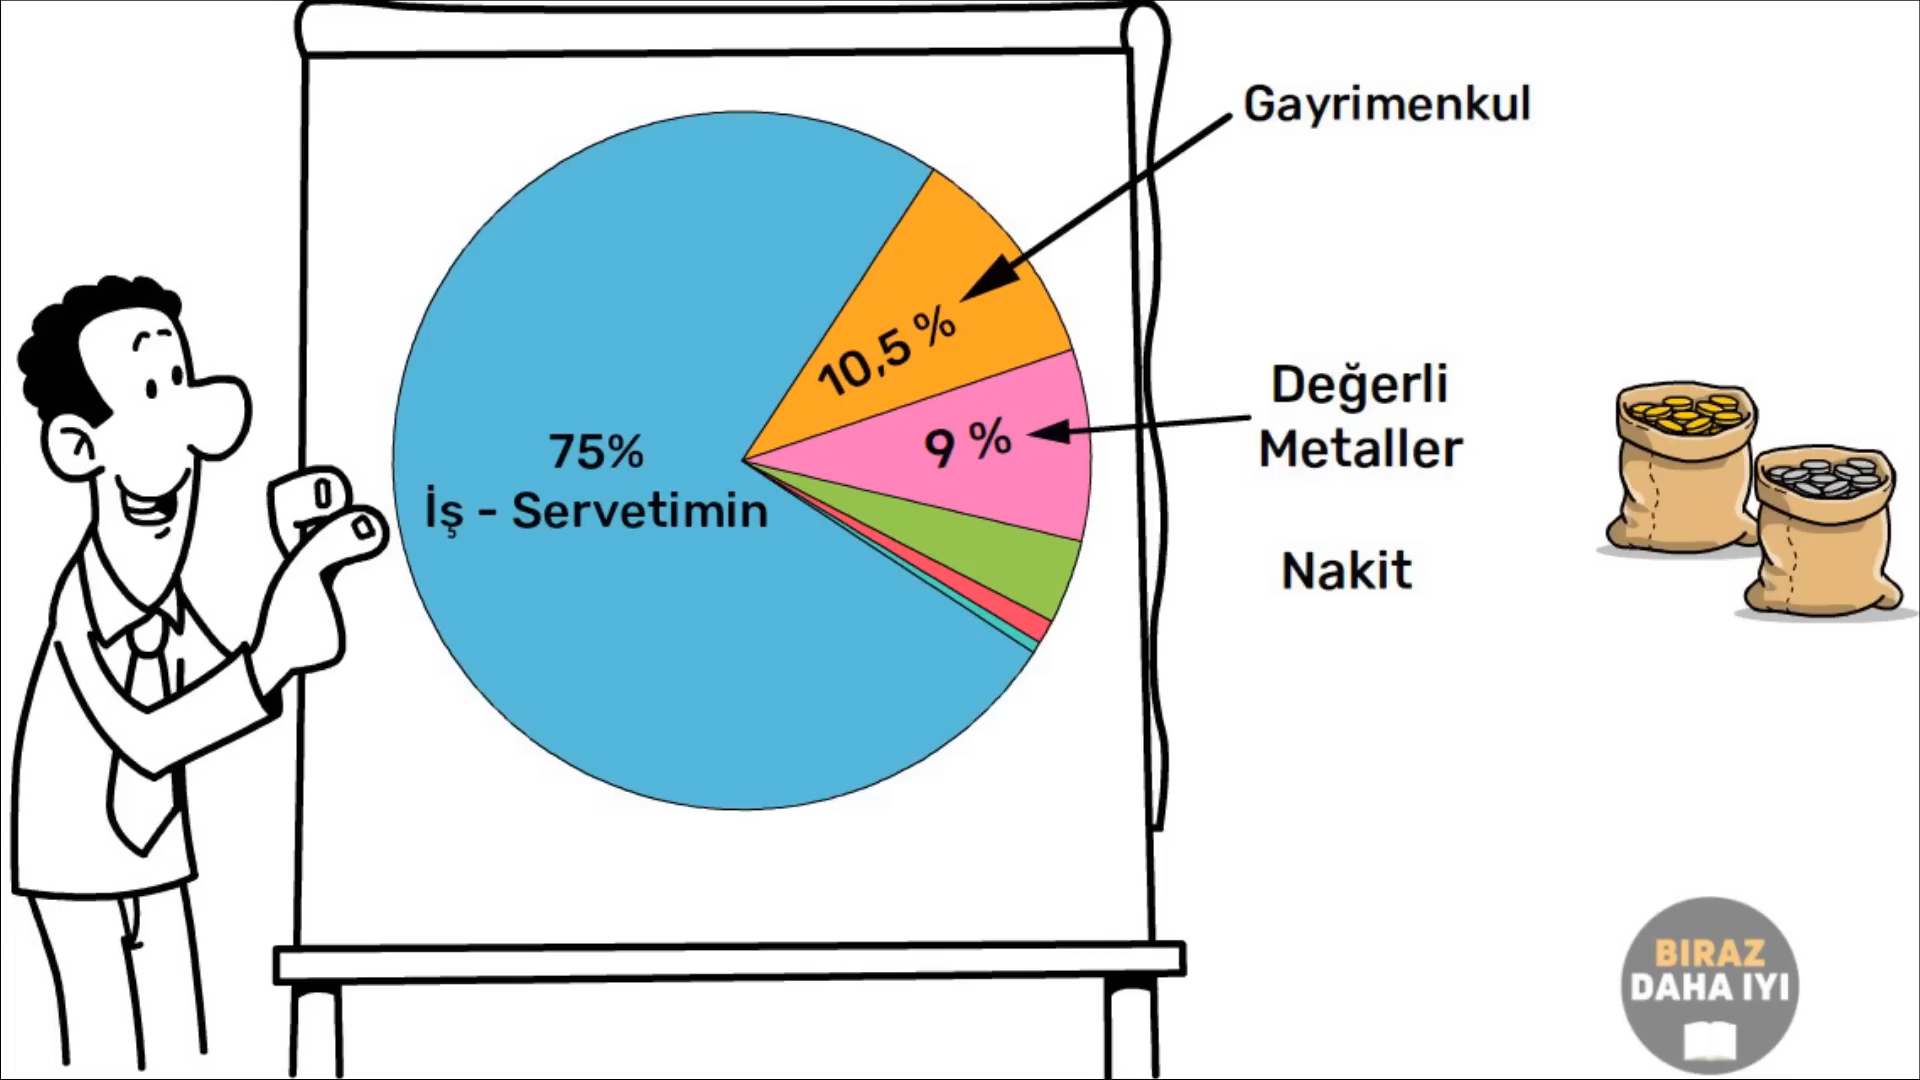 Gayrimenkul
10,5 %
Değerli
Metaller
9 %
75%
İş - Servetimin
Nakit
BIRAZ
DAHA IYI